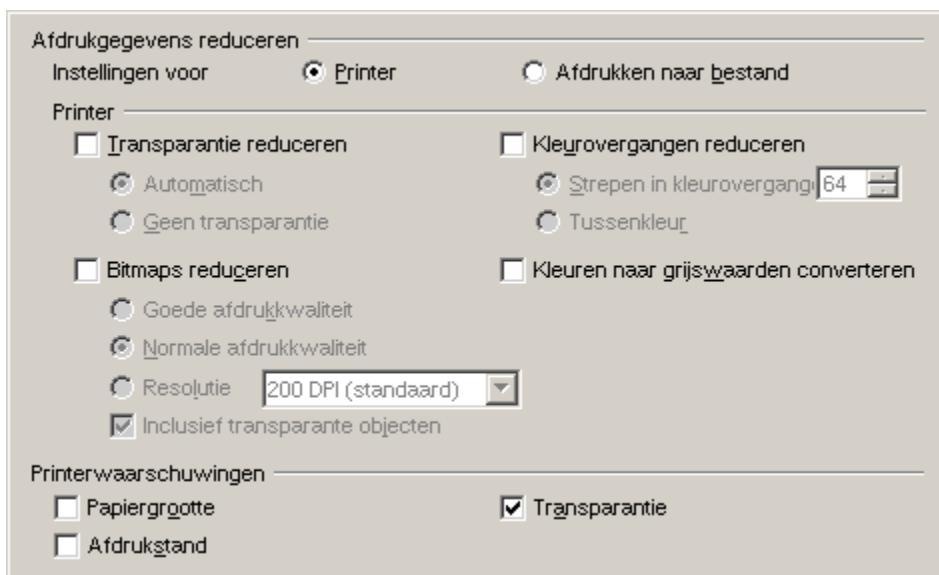 Afdrukgegevens reduceren
Instellingen voor Printer Afdrukken naar bestand
Printer
Transparantie reduceren Kleurovergangen reduceren
Automatisch Strepen in kleurovergang 64
Geen transparantie Tussenkleur
Bitmaps reduceren Kleuren naar grijswaarden converteren
Goede afdrukkwaliteit
Normale afdrukkwaliteit
Resolutie 200 DPI (standaard)
Inclusief transparante objecten
Printerwaarschuwingen
Papiergrootte Transparantie
Afdrukstand